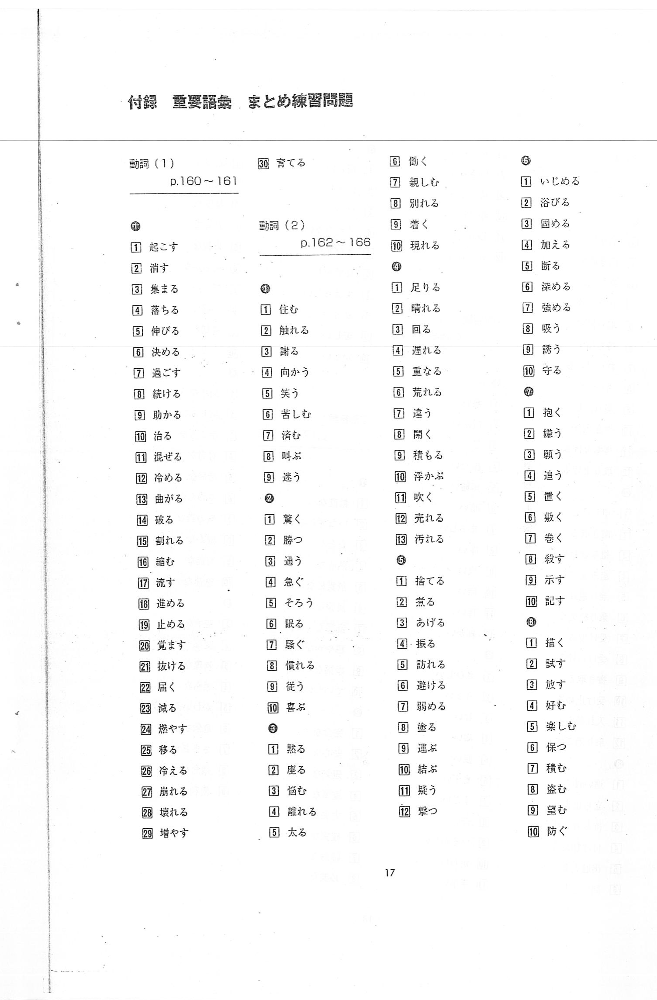 付録　重要語彙　まとめ練習問題
動詞（1）
p.160～161
❶
1 起こす
2 消す
3 集まる
4 落ちる
5 伸びる
6 決める
7 過ごす
8 続ける
9 助かる
10 治る
11 混ぜる
12 冷める
13 曲がる
14 破る
15 割れる
16 縮む
17 流す
18 進める
19 止める
20 覚ます
21 抜ける
22 届く
23 減る
24 燃やす
25 移る
26 冷える
27 崩れる
28 壊れる
29 増やす
30 育てる
動詞（2）
p.162～166
❶
1 住む
2 触れる
3 謝る
4 向かう
5 笑う
6 苦しむ
7 済む
8 叫ぶ
9 迷う
❷
1 驚く
2 勝つ
3 通う
4 急ぐ
5 そろう
6 眠る
7 騒ぐ
8 慣れる
9 従う
10 喜ぶ
❸
1 黙る
2 座る
3 悩む
4 離れる
5 太る
6 働く
7 親しむ
8 別れる
9 着く
10 現れる
❹
1 足りる
2 晴れる
3 回る
4 遅れる
5 重なる
6 荒れる
7 違う
8 開く
9 積もる
10 浮かぶ
11 吹く
12 売れる
13 汚れる
❺
1 捨てる
2 煮る
3 あげる
4 振る
5 訪れる
6 避ける
7 弱める
8 塗る
9 運ぶ
10 結ぶ
11 疑う
12 撃つ
❻
1 いじめる
2 浴びる
3 固める
4 加える
5 断る
6 深める
7 強める
8 吸う
9 誘う
10 守る
❼
1 抱く
2 嫌う
3 願う
4 追う
5 置く
6 敷く
7 巻く
8 殺す
9 示す
10 記す
❽
1 描く
2 試す
3 放す
4 好む
5 楽しむ
6 保つ
7 積む
8 盗む
9 望む
10 防ぐ
17